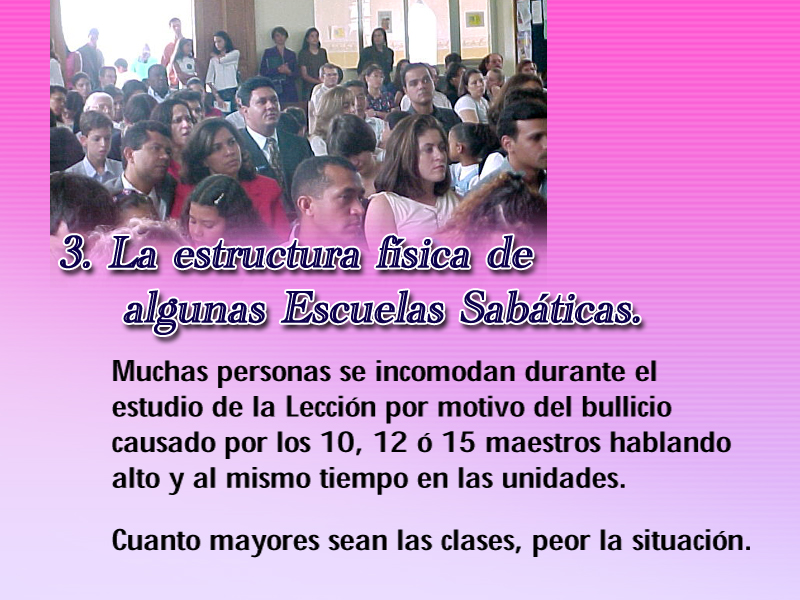 3. La estructura física de
algunas Escuelas Sabáticas.
Muchas personas se incomodan durante el
estudio de la Lección por motivo del bullicio
causado por los 10, 12 ó 15 maestros hablando
alto y al mismo tiempo en las unidades.
Cuanto mayores sean las clases, peor la situación.